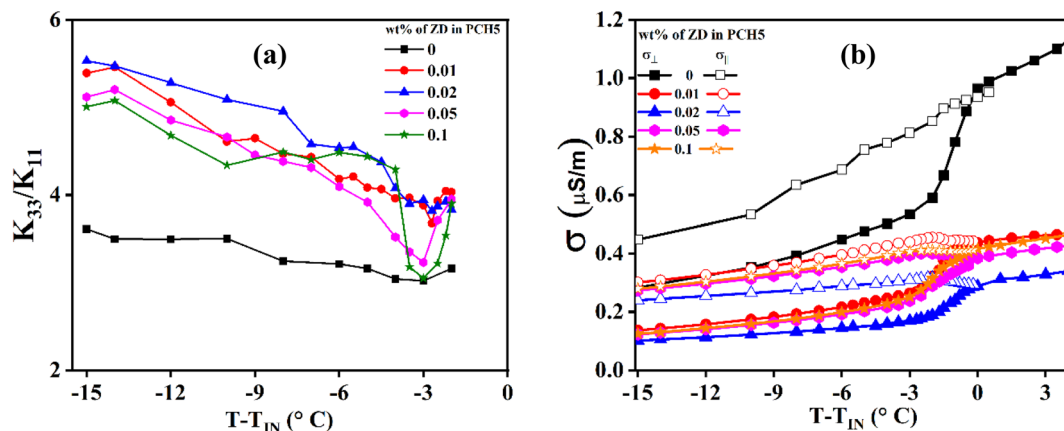 (a)
wt% of ZD in PCH5
0
0.01
0.02
0.05
0.1
K33/K11
6
4
2
-15 -12 -9 -6 -3 0
T-TIN (° C)
(b)
wt% of ZD in PCH5
σ⊥ σ||
0
0.01
0.02
0.05
0.1
σ (μS/m)
1.2
1.0
0.8
0.6
0.4
0.2
0.0
-15 -12 -9 -6 -3 0 3
T-TIN (° C)